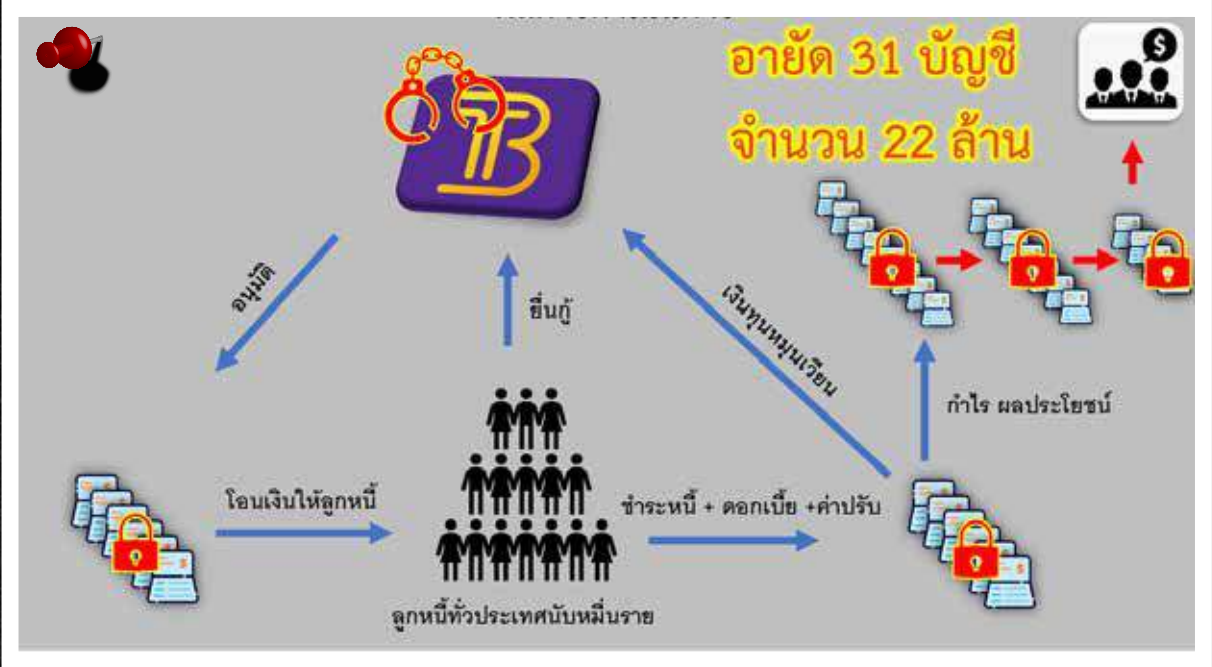 อายัด 31 บัญชี
จำนวน 22 ล้าน
อนุมัติ
ยื่นกู้
เงินทุนหมุนเวียน
กำไร ผลประโยชน์
โอนเงินให้ลูกหนี้
ชำระหนี้ + ดอกเบี้ย +ค่าปรับ
ลูกหนี้ทั่วประเทศนับหมื่นราย